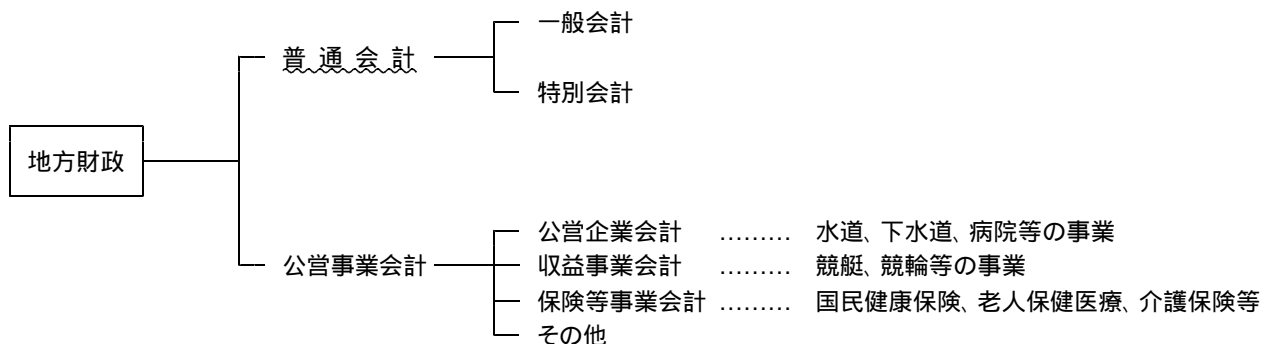 一般会計
普通会計
特別会計
地方財政
公営企業会計 ……… 水道、下水道、病院等の事業
公営事業会計
収益事業会計 ……… 競艇、競輪等の事業
保険等事業会計 ……… 国民健康保険、老人保健医療、介護保険等
その他